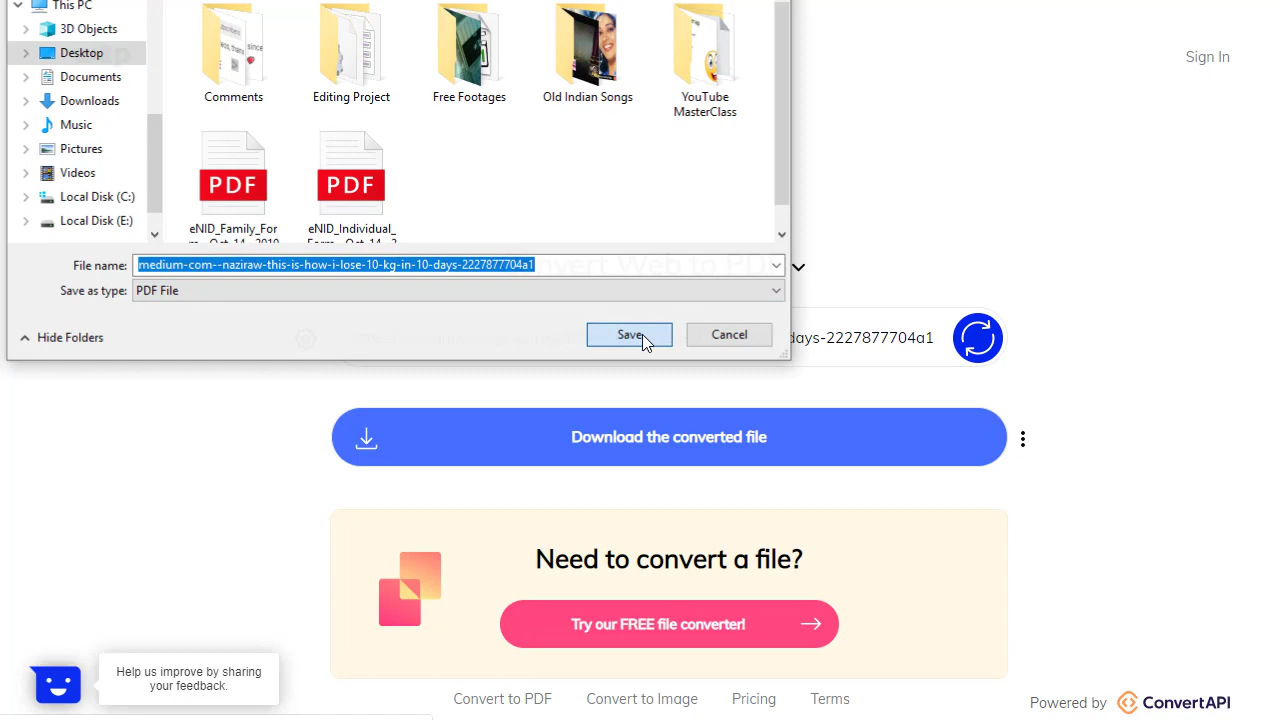 This PC
3D Objects
Desktop
Documents
Downloads
Music
Pictures
Videos
Local Disk (C:)
Local Disk (E:)
Comments
Editing Project
Free Footages
Old Indian Songs
YouTube
MasterClass
PDF
PDF
eNID_Family_For
eNID_Individual_
File name:
medium-com--naziraw-this-is-how-i-lose-10-kg-in-10-days-2227877704a1
Save as type:
PDF File
Hide Folders
Save
Cancel
Sign In
Convert Web to PDF
days-2227877704a1
Download the converted file
Need to convert a file?
Try our FREE file converter!
Help us improve by sharing
your feedback.
Convert to PDF
Convert to Image
Pricing
Terms
Powered by
ConvertAPI